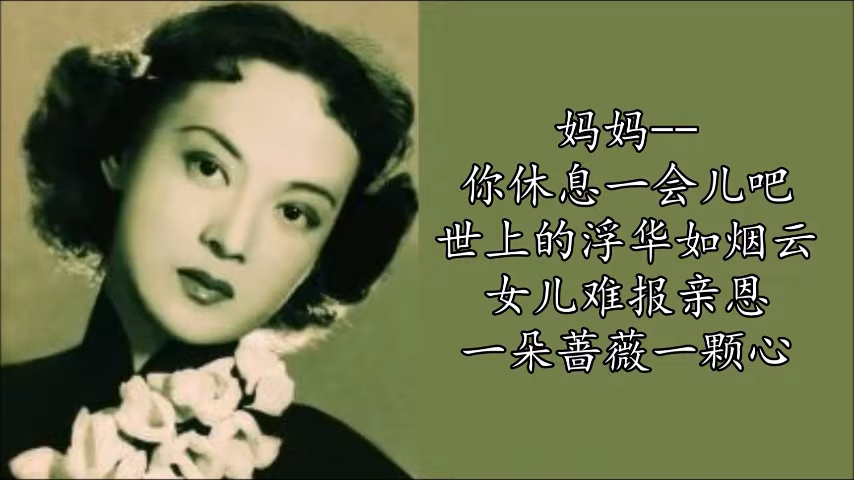 妈妈--
你休息一会儿吧
世上的浮华如烟云
女儿难报亲恩
一朵蔷薇一颗心